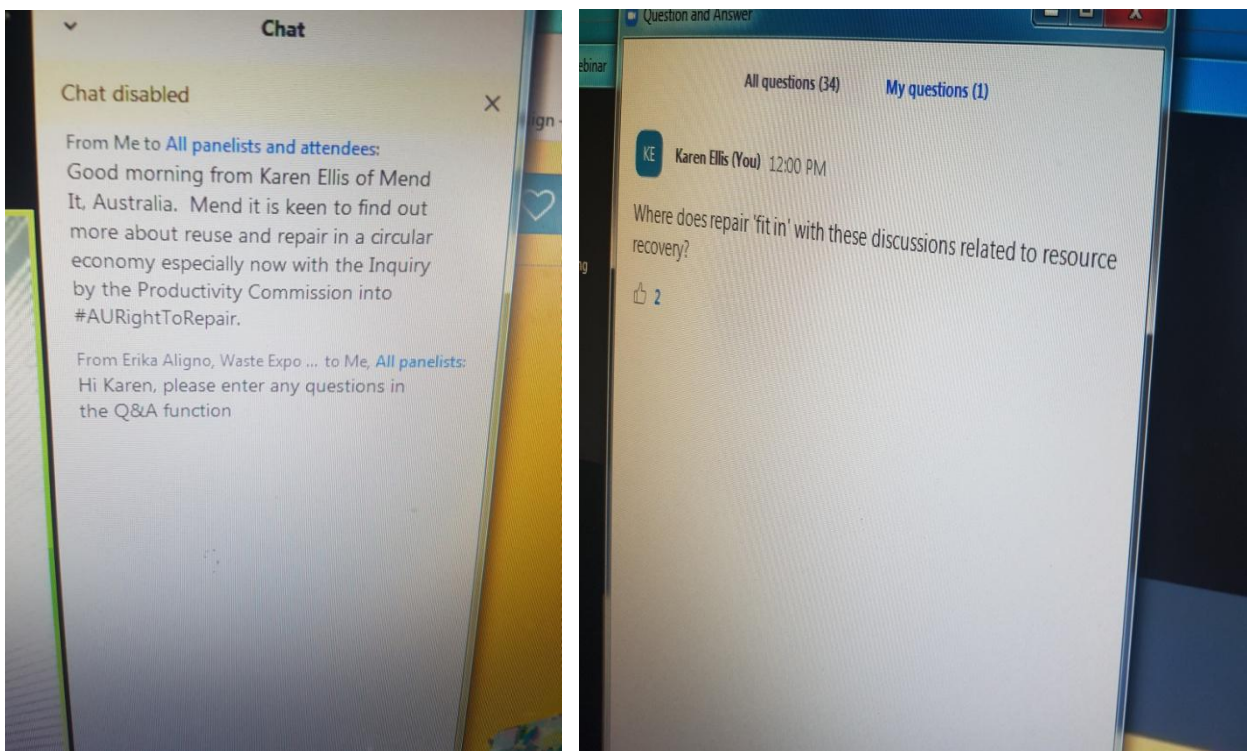 Chat
Chat disabled
From Me to All panelists and attendees:
Good morning from Karen Ellis of Mend
It, Australia.  Mend it is keen to find out
more about reuse and repair in a circular
economy especially now with the Inquiry
by the Productivity Commission into
#AURightToRepair.
From Erika Aligno, Waste Expo ... to Me, All panelists:
Hi Karen, please enter any questions in
the Q&A function
ign
Question and Answer
ebinar
All questions (34) My questions (1)
KE
Karen Ellis (You) 12:00 PM
Where does repair 'fit in' with these discussions related to resource
recovery?
2
ng